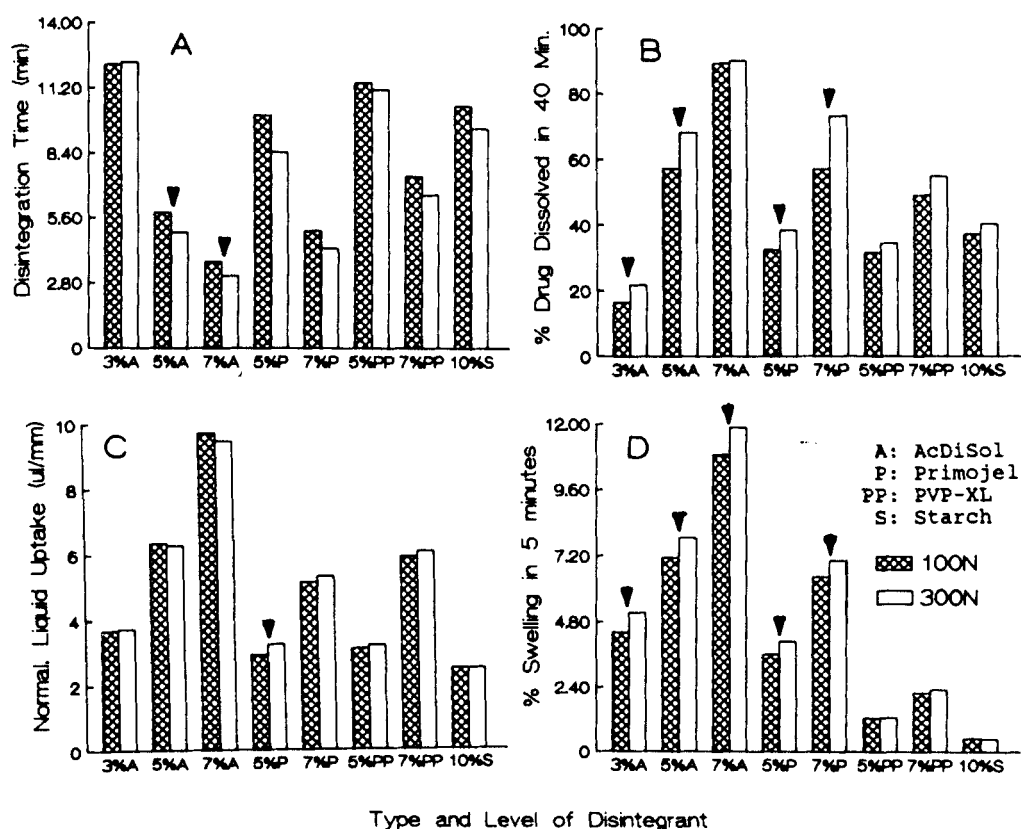 A
Disintegration Time (min)
14.00
11.20
8.40
5.60
2.80
0
3%A 5%A 7%A 5%P 7%P 5%PP 7%PP 10%S
B
% Drug Dissolved in 40 Min.
100
80
60
40
20
0
3%A 5%A 7%A 5%P 7%P 5%PP 7%PP 10%S
C
Normal. Liquid Uptake (ul/mm)
10
8
6
4
2
0
3%A 5%A 7%A 5%P 7%P 5%PP 7%PP 10%S
D
% Swelling in 5 minutes
12.00
9.60
7.20
4.80
2.40
0
3%A 5%A 7%A 5%P 7%P 5%PP 7%PP 10%S
A: AcDiSol
P: Primojel
PP: PVP-XL
S: Starch
100N
300N
Type and Level of Disintegrant